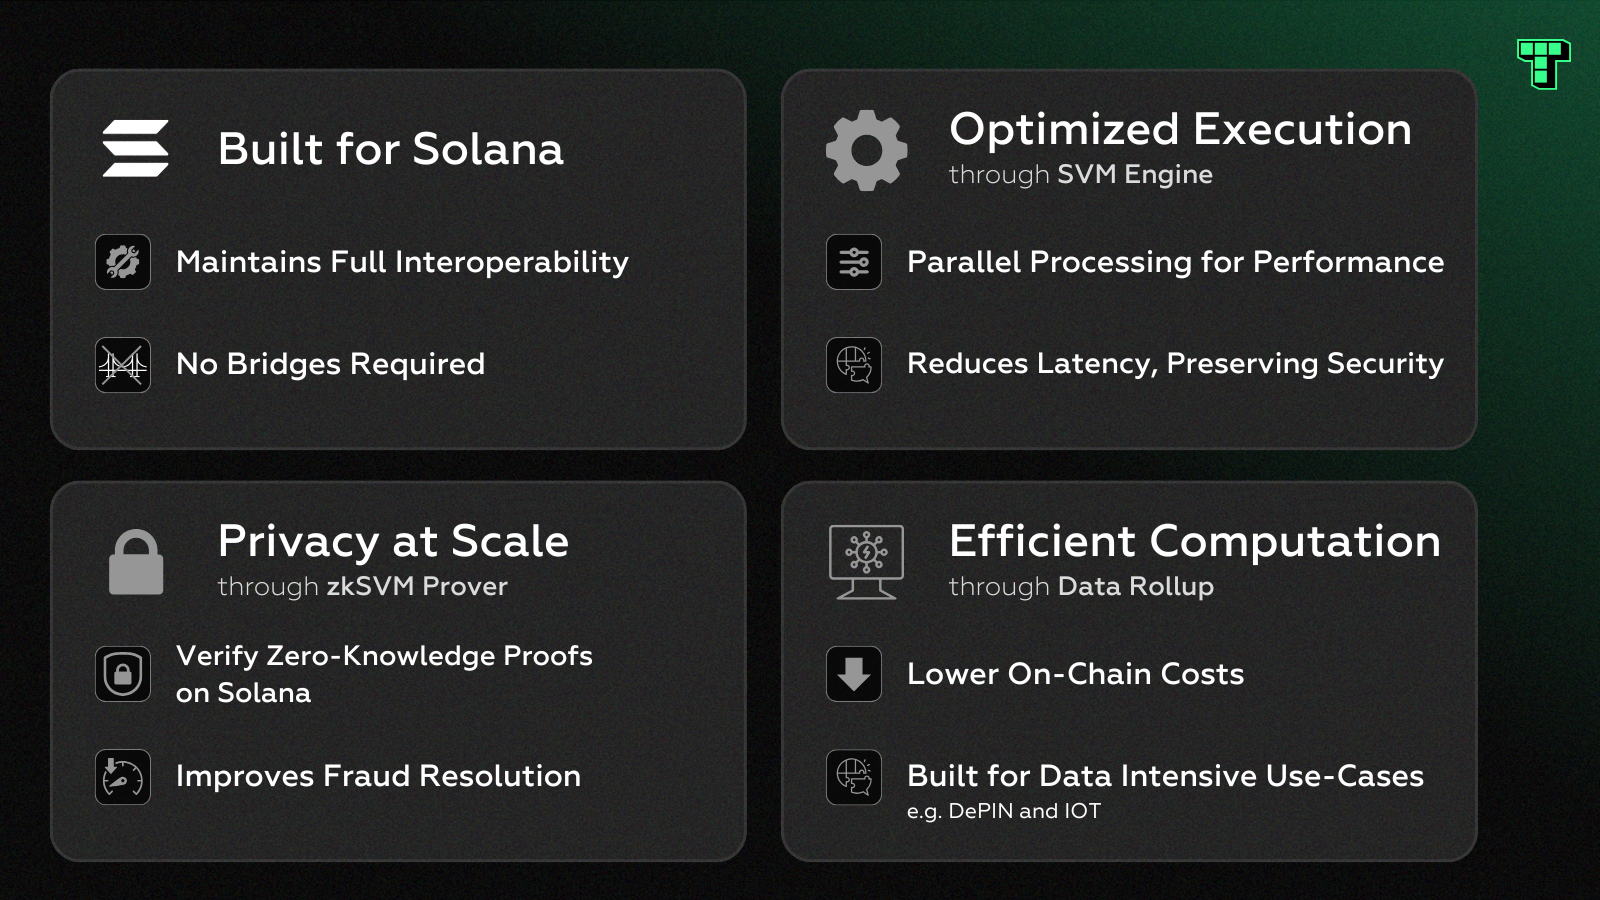 Built for Solana
Maintains Full Interoperability
No Bridges Required
Optimized Execution
through SVM Engine
Parallel Processing for Performance
Reduces Latency, Preserving Security
Privacy at Scale
through zkSVM Prover
Verify Zero-Knowledge Proofs
on Solana
Improves Fraud Resolution
Efficient Computation
through Data Rollup
Lower On-Chain Costs
Built for Data Intensive Use-Cases
e.g. DePIN and IOT